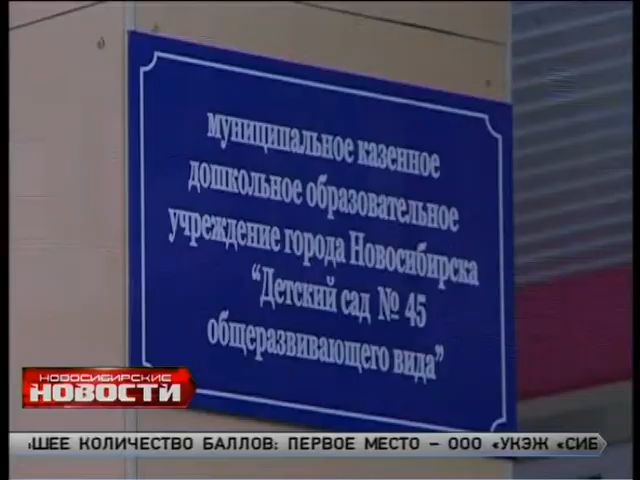 муниципальное казенное
дошкольное образовательное
учреждение города Новосибирска
“Детский сад № 45
общеразвивающего вида”
НОВОСИБИРСКИЕ
НОВОСТИ
ШЕЕ КОЛИЧЕСТВО БАЛЛОВ: ПЕРВОЕ МЕСТО – ООО «УКЭЖ «СИБ